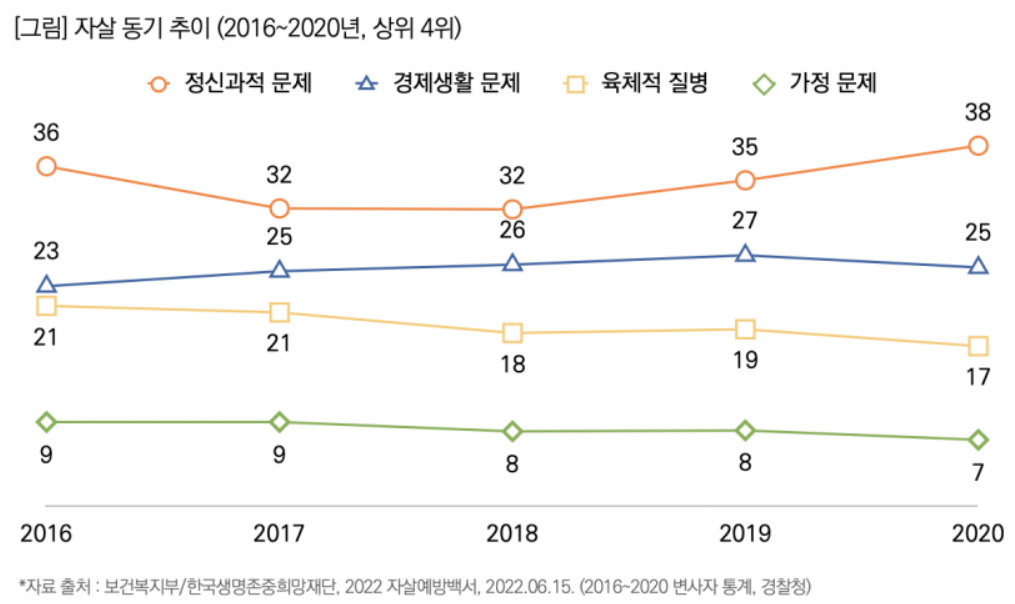 [그림] 자살 동기 추이 (2016~2020년, 상위 4위)
정신과적 문제 경제생활 문제 육체적 질병 가정 문제
36 32 32 35 38
23 25 26 27 25
21 21 18 19 17
9 9 8 8 7
2016 2017 2018 2019 2020
*자료 출처 : 보건복지부/한국생명존중희망재단, 2022 자살예방백서, 2022.06.15. (2016~2020 변사자 통계, 경찰청)